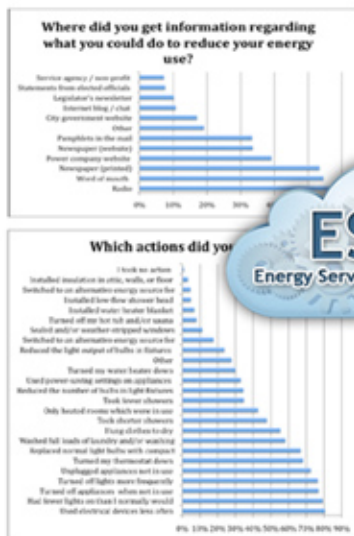 Where did you get information regarding
what you could do to reduce your energy
use?
Service agency / non-profit
Statements from elected officials
Legislator's newsletter
Internet blog / chat
City government website
Other
Pamphlets in the mail
Newspaper (website)
Power company website
Newspaper (printed)
Word of mouth
Radio
0% 10% 20% 30% 40%
ES
Energy Serv
Which actions did you
I took no action
Installed insulation in attic, walls, or floor
Switched to an alternative energy source for
Installed low-flow shower head
Installed water heater blanket
Turned off my hot tub and/or sauna
Sealed and/or weather-stripped windows
Switched to an alternative energy source for
Reduced the light output of bulbs in fixtures
Other
Turned my water heater down
Used power-saving settings on appliances
Reduced the number of bulbs in light fixtures
Took fewer showers
Only heated rooms which were in use
Took shorter showers
Hung clothes to dry
Washed full loads of laundry and/or washing
Replaced normal light bulbs with compact
Turned my thermostat down
Unplugged appliances not in use
Turned off lights more frequently
Turned off appliances when not in use
Had fewer lights on than I normally would
Used electrical devices less often
0% 10% 20% 30% 40% 50% 60% 70% 80% 90%